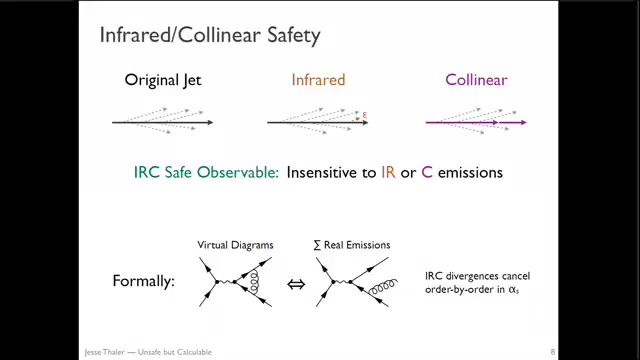 Infrared/Collinear Safety
Original Jet
Infrared
Collinear
ε
IRC Safe Observable: Insensitive to IR or C emissions
Virtual Diagrams
∑ Real Emissions
Formally:
⇔
IRC divergences cancel
order-by-order in αs
Jesse Thaler — Unsafe but Calculable
8